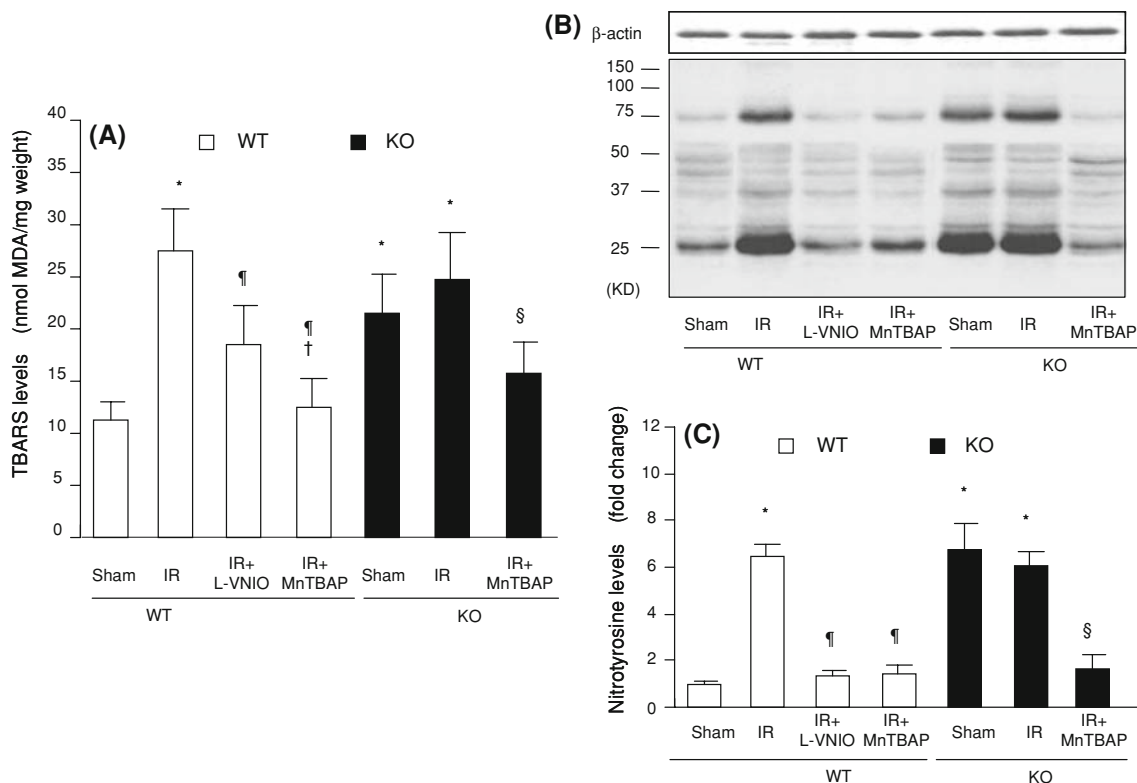 (A)
WT KO
TBARS levels (nmol MDA/mg weight)
40
35
30
25
20
15
10
5
0
*
¶
¶
†
*
*
§
Sham IR IR+ L-VNIO IR+ MnTBAP Sham IR IR+ MnTBAP
WT KO
(B)
β-actin
150
100
75
50
37
25
(KD)
Sham IR IR+ L-VNIO IR+ MnTBAP Sham IR IR+ MnTBAP
WT KO
(C)
WT KO
Nitrotyrosine levels (fold change)
12
10
8
6
4
2
0
*
¶
¶
*
*
§
Sham IR IR+ L-VNIO IR+ MnTBAP Sham IR IR+ MnTBAP
WT KO